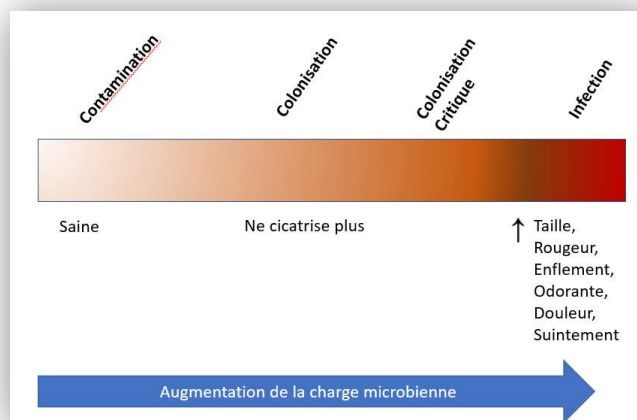 Contamination
Colonisation
Colonisation
Critique
Infection
Saine
Ne cicatrise plus
↑ Taille,
Rougeur,
Enflement,
Odorante,
Douleur,
Suintement
Augmentation de la charge microbienne